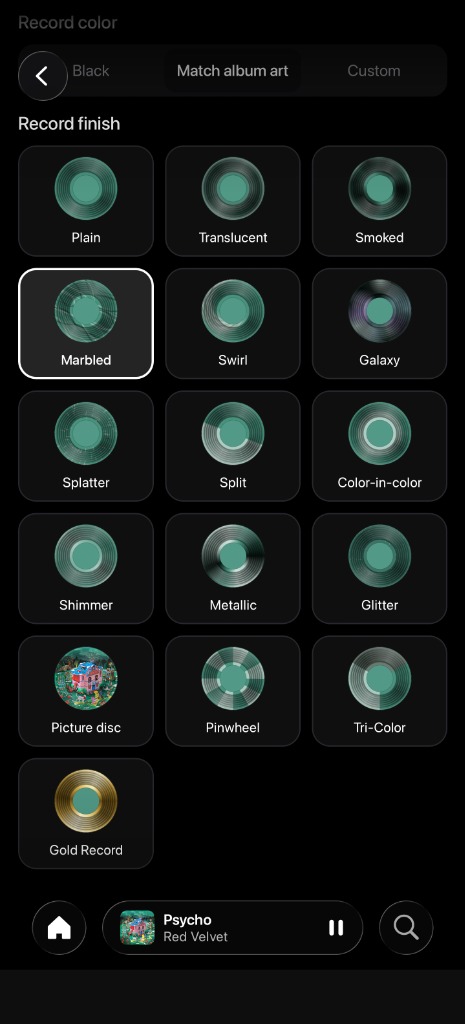 Record color
Black
Match album art
Custom
Record finish
Plain
Translucent
Smoked
Marbled
Swirl
Galaxy
Splatter
Split
Color-in-color
Shimmer
Metallic
Glitter
Picture disc
Pinwheel
Tri-Color
Gold Record
Psycho
Red Velvet